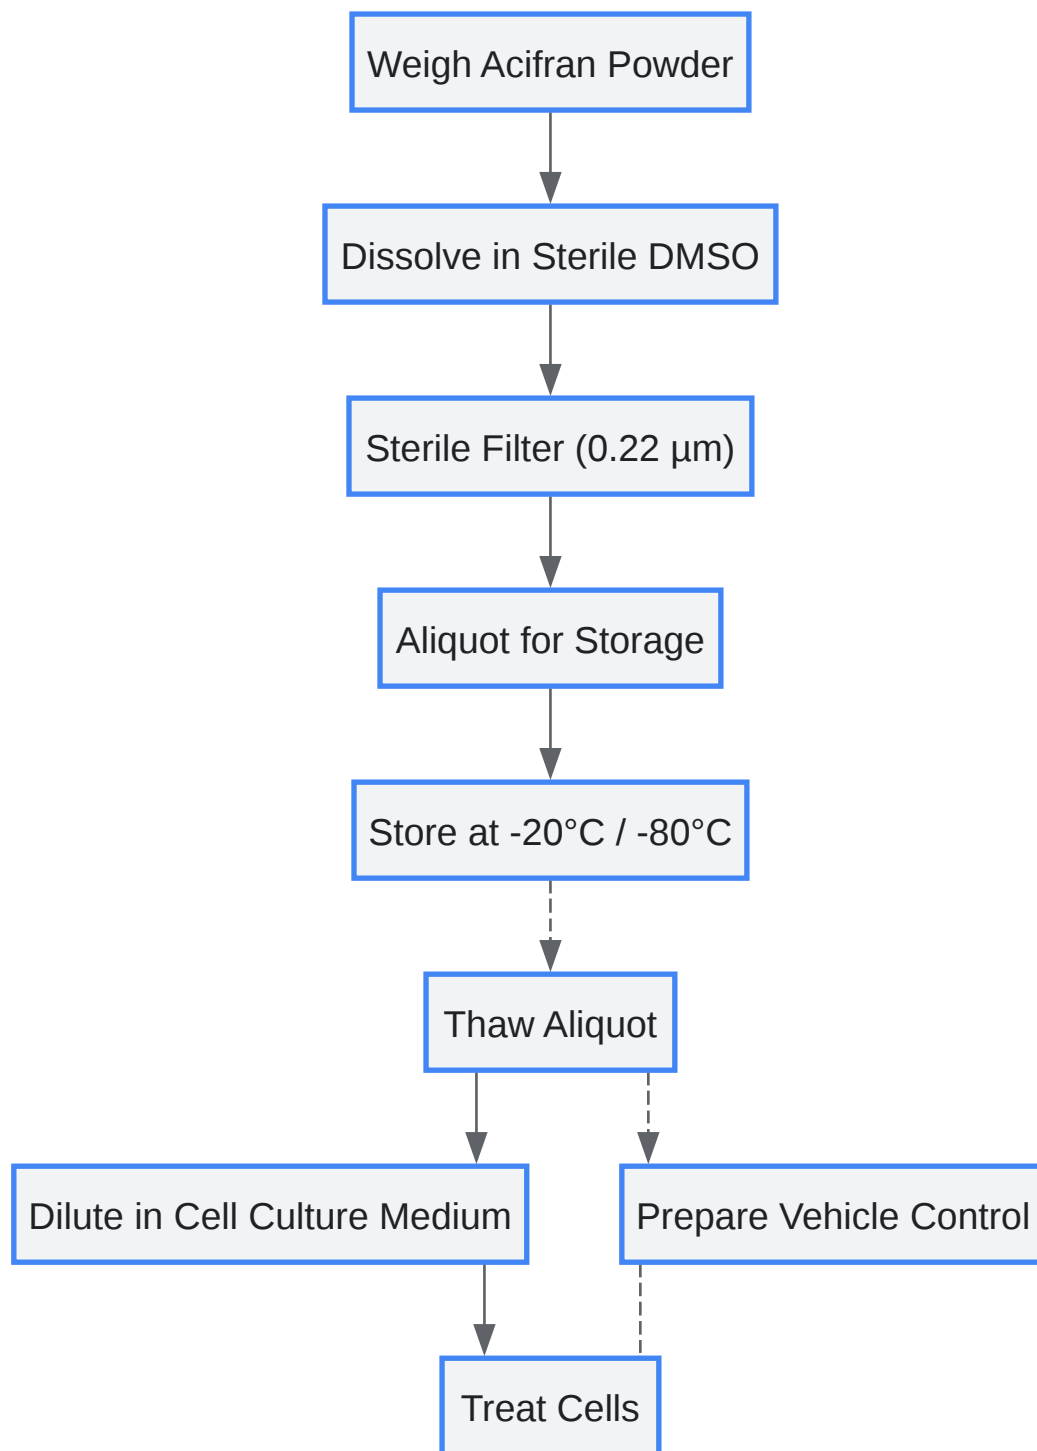 Weigh Acifran Powder
Dissolve in Sterile DMSO
Sterile Filter (0.22 µm)
Aliquot for Storage
Store at -20°C / -80°C
Thaw Aliquot
Dilute in Cell Culture Medium
Prepare Vehicle Control
Treat Cells